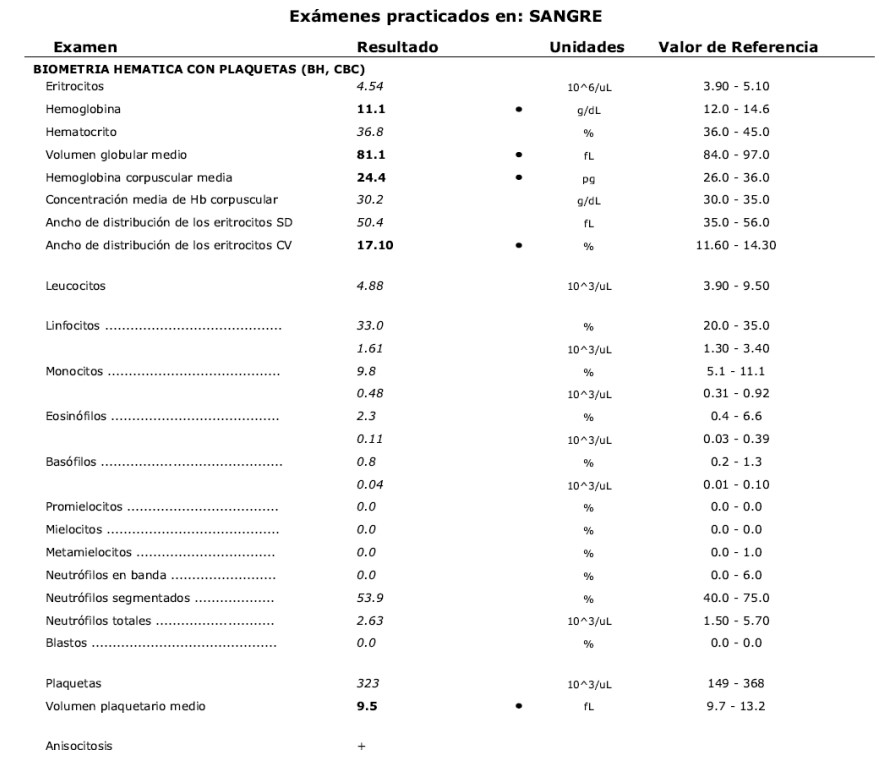 Exámenes practicados en: SANGRE
Examen Resultado Unidades Valor de Referencia
BIOMETRIA HEMATICA CON PLAQUETAS (BH, CBC)
Eritrocitos 4.54 10^6/uL 3.90 - 5.10
Hemoglobina 11.1 • g/dL 12.0 - 14.6
Hematocrito 36.8 % 36.0 - 45.0
Volumen globular medio 81.1 • fL 84.0 - 97.0
Hemoglobina corpuscular media 24.4 • pg 26.0 - 36.0
Concentración media de Hb corpuscular 30.2 g/dL 30.0 - 35.0
Ancho de distribución de los eritrocitos SD 50.4 fL 35.0 - 56.0
Ancho de distribución de los eritrocitos CV 17.10 • % 11.60 - 14.30
Leucocitos 4.88 10^3/uL 3.90 - 9.50
Linfocitos .......................................... 33.0 % 20.0 - 35.0
1.61 10^3/uL 1.30 - 3.40
Monocitos ......................................... 9.8 % 5.1 - 11.1
0.48 10^3/uL 0.31 - 0.92
Eosinófilos ........................................ 2.3 % 0.4 - 6.6
0.11 10^3/uL 0.03 - 0.39
Basófilos ........................................... 0.8 % 0.2 - 1.3
0.04 10^3/uL 0.01 - 0.10
Promielocitos .................................... 0.0 % 0.0 - 0.0
Mielocitos ......................................... 0.0 % 0.0 - 0.0
Metamielocitos ................................. 0.0 % 0.0 - 1.0
Neutrófilos en banda ......................... 0.0 % 0.0 - 6.0
Neutrófilos segmentados ................... 53.9 % 40.0 - 75.0
Neutrófilos totales ............................ 2.63 10^3/uL 1.50 - 5.70
Blastos ............................................ 0.0 % 0.0 - 0.0
Plaquetas 323 10^3/uL 149 - 368
Volumen plaquetario medio 9.5 • fL 9.7 - 13.2
Anisocitosis +